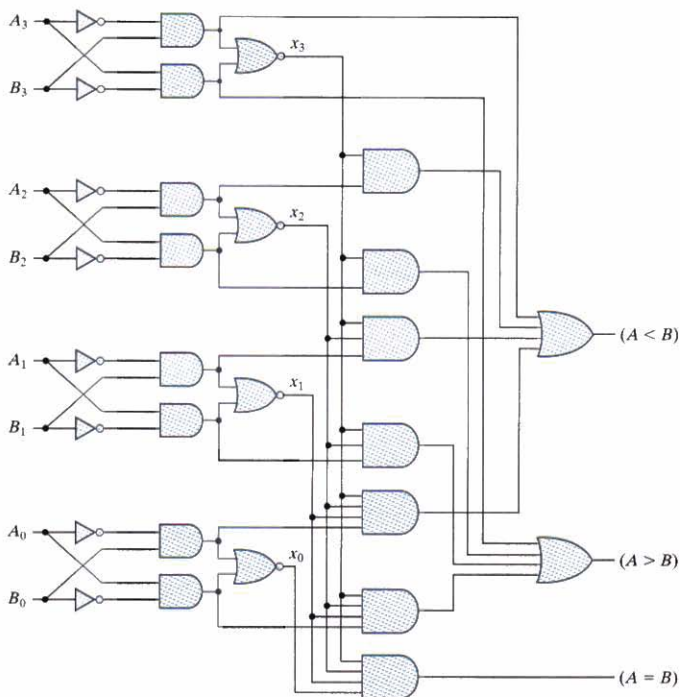 A₃
x₃
B₃
A₂
x₂
B₂
(A < B)
A₁
x₁
B₁
A₀
x₀
(A > B)
B₀
(A = B)